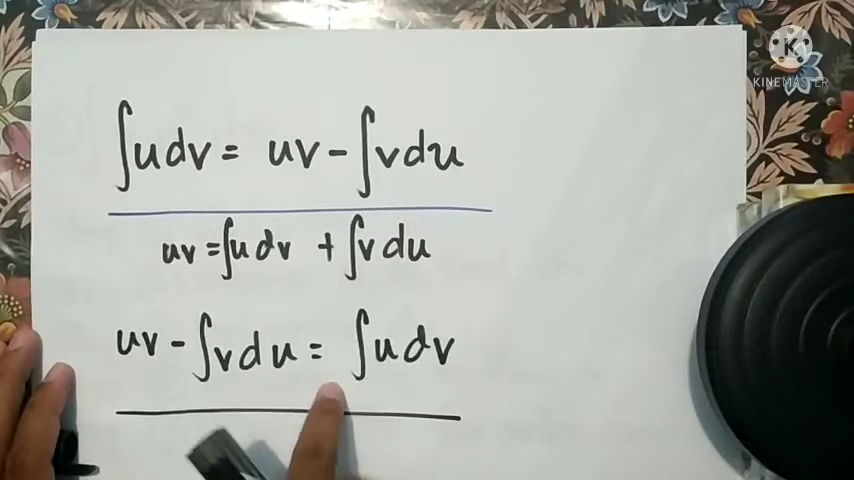 K
KINEMASTER
∫udv = uv - ∫vdu
uv = ∫udv + ∫vdu
uv - ∫vdu = ∫udv